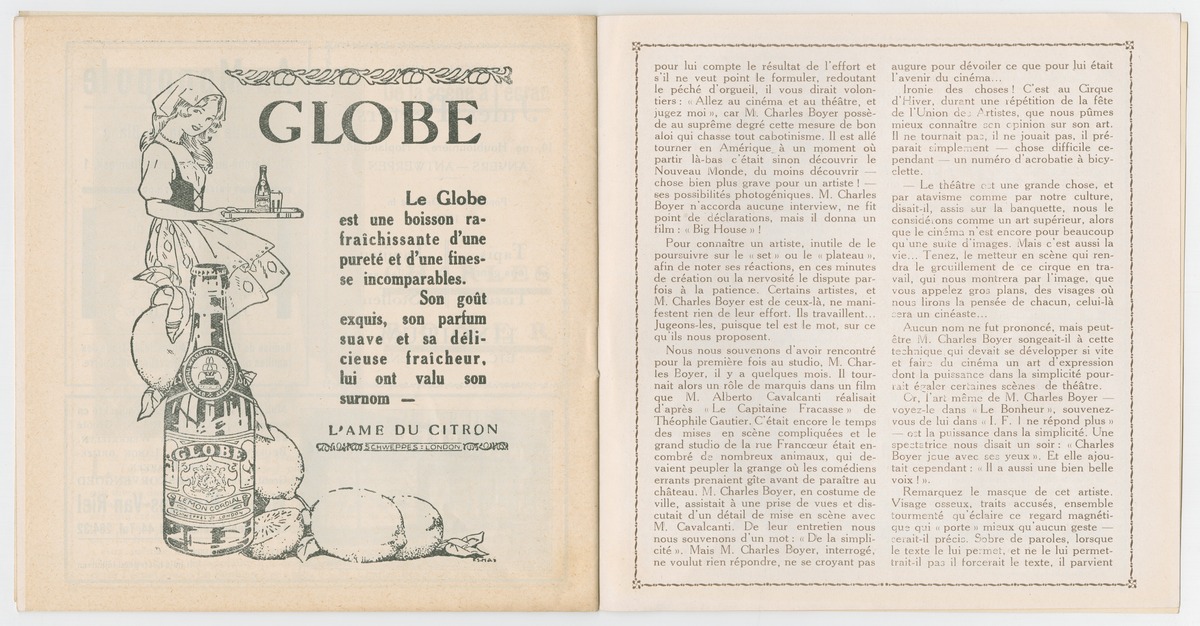 GLOBE
Le Globe
est une boisson ra-
fraîchissante d'une
pureté et d'une fines-
se incomparables.
Son goût
exquis, son parfum
suave et sa déli-
cieuse fraîcheur,
lui ont valu son
surnom —
L'AME DU CITRON
SCHWEPPES : LONDON
GLOBE
LEMON CORDIAL
pour lui compte le résultat de l'effort et
s'il ne veut point le formuler, redoutant
le péché d'orgueil, il vous dirait volon-
tiers : « Allez au cinéma et au théâtre, et
jugez moi », car M. Charles Boyer possè-
de au suprême degré cette mesure de bon
aloi qui chasse tout cabotinisme. Il est allé
tourner en Amérique à un moment où
partir là-bas c'était sinon découvrir le
Nouveau Monde, du moins découvrir —
chose bien plus grave pour un artiste ! —
ses possibilités photogéniques. M. Charles
Boyer n'accorda aucune interview, ne fit
point de déclarations, mais il donna un
film : « Big House » !
Pour connaître un artiste, inutile de le
poursuivre sur le « set » ou le « plateau »,
afin de noter ses réactions, en ces minutes
de création ou la nervosité le dispute par-
fois à la patience. Certains artistes, et
M. Charles Boyer est de ceux-là, ne mani-
festent rien de leur effort. Ils travaillent...
Jugeons-les, puisque tel est le mot, sur ce
qu'ils nous proposent.
Nous nous souvenons d'avoir rencontré
pour la première fois au studio, M. Char-
les Boyer, il y a quelques mois. Il tour-
nait alors un rôle de marquis dans un film
que M. Alberto Cavalcanti réalisait
d'après « Le Capitaine Fracasse » de
Théophile Gautier. C'était encore le temps
des mises en scène compliquées et le
grand studio de la rue Francœur était en-
combré de nombreux animaux, qui de-
vaient peupler la grange où les comédiens
errants prenaient gîte avant de paraître au
château. M. Charles Boyer, en costume de
ville, assistait à une prise de vues et dis-
cutait d'un détail de mise en scène avec
M. Cavalcanti. De leur entretien nous
nous souvenons d'un mot : « De la simpli-
cité ». Mais M. Charles Boyer, interrogé,
ne voulut rien répondre, ne se croyant pas
augure pour dévoiler ce que pour lui était
l'avenir du cinéma...
Ironie des choses ! C'est au Cirque
d'Hiver, durant une répétition de la fête
de l'Union des Artistes, que nous pûmes
mieux connaître son opinion sur son art.
Il ne tournait pas, il ne jouait pas, il pré-
parait simplement — chose difficile ce-
pendant — un numéro d'acrobatie à bicy-
clette.
— Le théâtre est une grande chose, et
par atavisme comme par notre culture,
disait-il, assis sur la banquette, nous le
considérons comme un art supérieur, alors
que le cinéma n'est encore pour beaucoup
qu'une suite d'images. Mais c'est aussi la
vie... Tenez, le metteur en scène qui ren-
dra le grouillement de ce cirque en tra-
vail, qui nous montrera par l'image, que
vous appelez gros plans, des visages où
nous lirons la pensée de chacun, celui-là
sera un cinéaste...
Aucun nom ne fut prononcé, mais peut-
être M. Charles Boyer songeait-il à cette
technique qui devait se développer si vite
et faire du cinéma un art d'expression
dont la puissance dans la simplicité pour-
rait égaler certaines scènes de théâtre.
Or, l'art même de M. Charles Boyer —
voyez-le dans « Le Bonheur », souvenez-
vous de lui dans « I. F. 1 ne répond plus »
— est la puissance dans la simplicité. Une
spectatrice nous disait un soir : « Charles
Boyer joue avec ses yeux ». Et elle ajou-
tait cependant : « Il a aussi une bien belle
voix ! ».
Remarquez le masque de cet artiste.
Visage osseux, traits accusés, ensemble
tourmenté qu'éclaire ce regard magnéti-
que qui « porte » mieux qu'aucun geste —
serait-il précis. Sobre de paroles, lorsque
le texte le lui permet, et ne le lui permet-
trait-il pas il forcerait le texte, il parvient